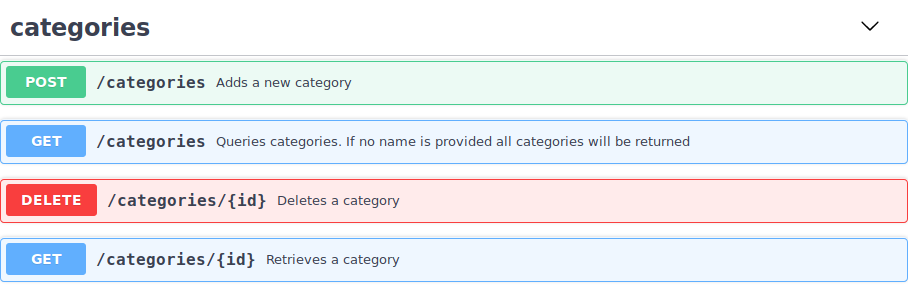 categories
POST /categories Adds a new category
GET /categories Queries categories. If no name is provided all categories will be returned
DELETE /categories/{id} Deletes a category
GET /categories/{id} Retrieves a category